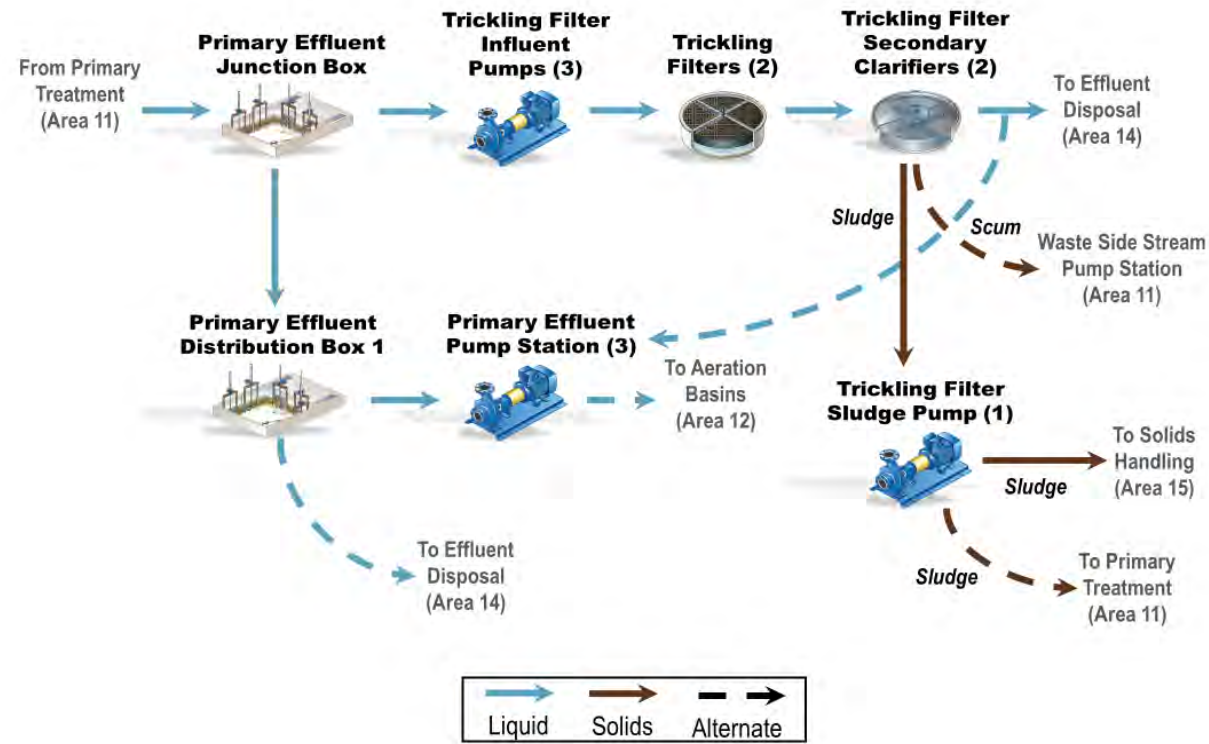 From Primary
Treatment
(Area 11)
Primary Effluent
Junction Box
Trickling Filter
Influent
Pumps (3)
Trickling
Filters (2)
Trickling Filter
Secondary
Clarifiers (2)
To Effluent
Disposal
(Area 14)
Sludge
Scum
Waste Side Stream
Pump Station
(Area 11)
Primary Effluent
Distribution Box 1
Primary Effluent
Pump Station (3)
To Aeration
Basins
(Area 12)
Trickling Filter
Sludge Pump (1)
To Solids
Handling
(Area 15)
Sludge
To Effluent
Disposal
(Area 14)
Sludge
To Primary
Treatment
(Area 11)
Liquid
Solids
Alternate